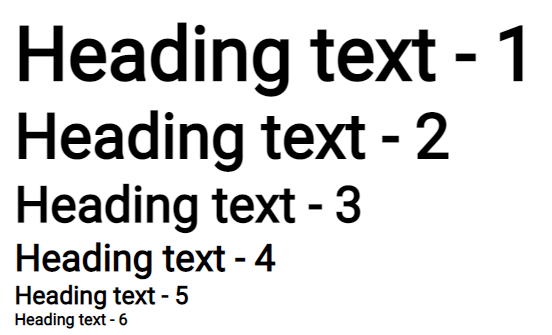 Heading text - 1
Heading text - 2
Heading text - 3
Heading text - 4
Heading text - 5
Heading text - 6